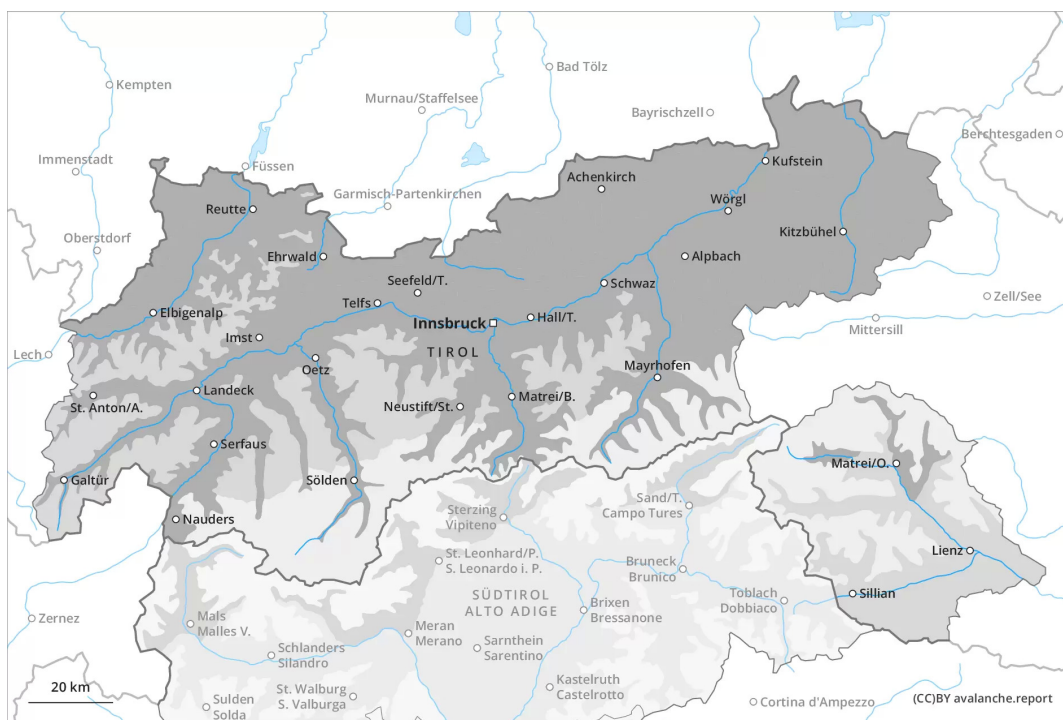 Kempten
Bad Tölz
Murnau/Staffelsee
Bayrischzell
Berchtesgaden
Immenstadt
Füssen
Kufstein
Achenkirch
Garmisch-Partenkirchen
Reutte
Wörgl
Oberstdorf
Kitzbühel
Ehrwald
Alpbach
Seefeld/T.
Schwaz
Zell/See
Telfs
Elbigenalp
Innsbruck
Hall/T.
Mittersill
Imst
Lech
TIROL
Oetz
Mayrhofen
Landeck
St. Anton/A.
Neustift/St.
Matrei/B.
Serfaus
Matrei/O.
Galtür
Sölden
Sand/T.
Campo Tures
Nauders
Sterzing
Vipiteno
St. Leonhard/P.
S. Leonardo i. P.
Lienz
Bruneck
Brunico
SÜDTIROL
ALTO ADIGE
Sillian
Toblach
Dobbiaco
Brixen
Bressanone
Zernez
Mals
Malles V.
Meran
Merano
Sarnthein
Sarentino
Schlanders
Silandro
Kastelruth
Castelrotto
20 km
St. Walburg
S. Valburga
Sulden
Solda
Cortina d'Ampezzo
(CC)BY avalanche.report